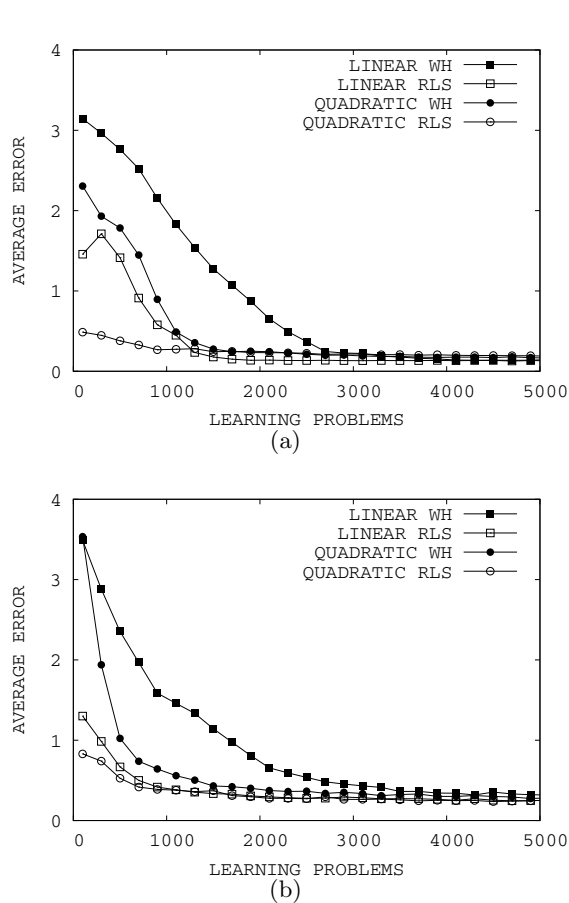 4
LINEAR WH
LINEAR RLS
QUADRATIC WH
QUADRATIC RLS
3
2
1
0
AVERAGE ERROR
0 1000 2000 3000 4000 5000
LEARNING PROBLEMS
(a)
4
LINEAR WH
LINEAR RLS
QUADRATIC WH
QUADRATIC RLS
3
2
1
0
AVERAGE ERROR
0 1000 2000 3000 4000 5000
LEARNING PROBLEMS
(b)